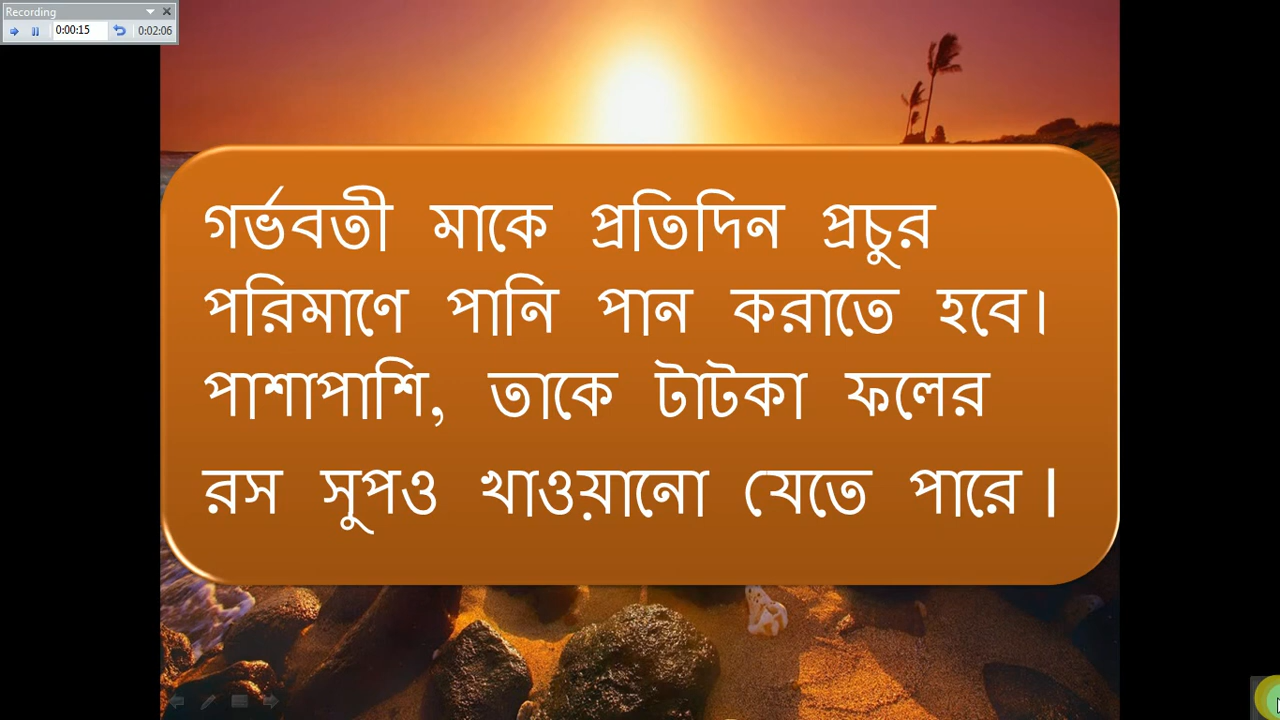 Recording
0:00:15 0:02:06
গর্ভবতী মাকে প্রতিদিন প্রচুর
পরিমাণে পানি পান করাতে হবে।
পাশাপাশি, তাকে টাটকা ফলের
রস সুপও খাওয়ানো যেতে পারে।